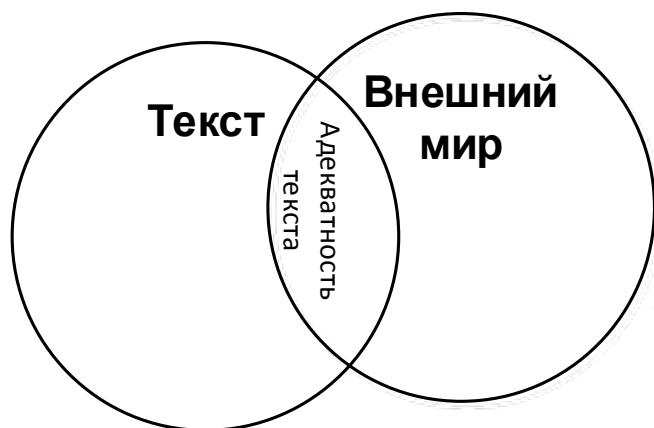 Текст
Адекватность
текста
Внешний
мир